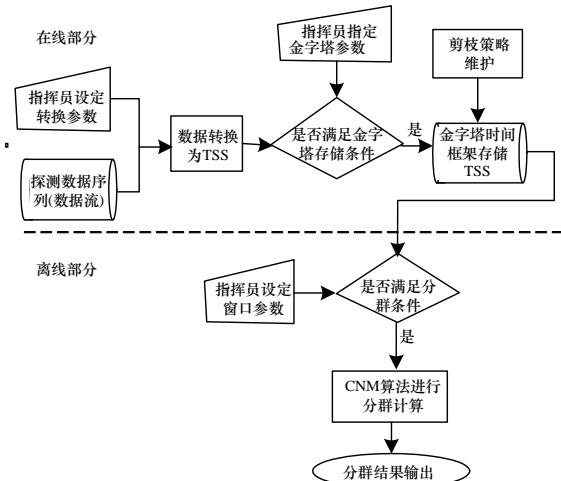 在线部分
指挥员指定
金字塔参数
剪枝策略
维护
指挥员设定
转换参数
数据转换
为TSS
是否满足金字
塔存储条件
是
金字塔时间
框架存储
TSS
探测数据序
列(数据流)
离线部分
指挥员设定
窗口参数
是否满足分
群条件
是
CNM算法进行
分群计算
分群结果输出